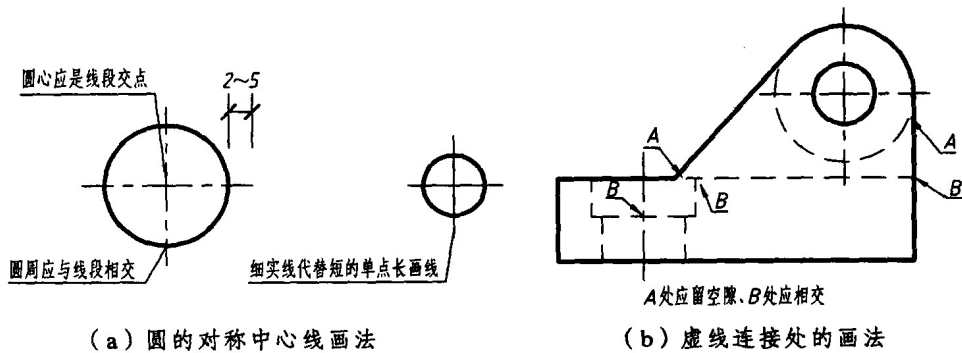 圆心应是线段交点
2~5
圆周应与线段相交
细实线代替短的单点长画线
(a)圆的对称中心线画法
A
A
B
B
B
A处应留空隙、B处应相交
(b)虚线连接处的画法